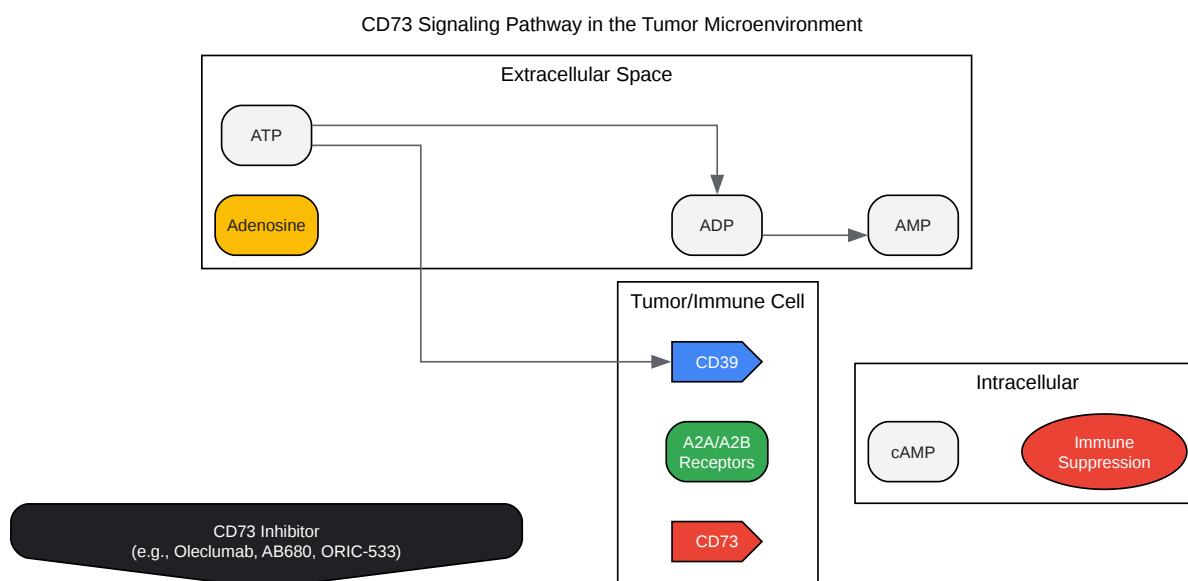 CD73 Signaling Pathway in the Tumor Microenvironment
Extracellular Space
ATP
Adenosine
ADP
AMP
Tumor/Immune Cell
CD39
A2A/A2B
Receptors
CD73
Intracellular
cAMP
Immune
Suppression
CD73 Inhibitor
(e.g., Oleclumab, AB680, ORIC-533)